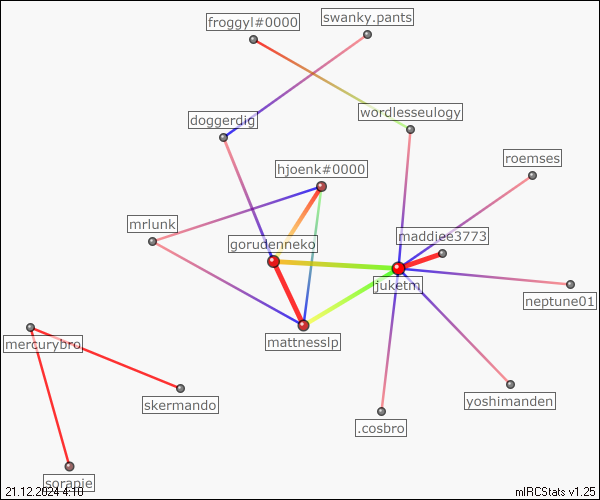 swanky.pants
froggyl#0000
wordlesseulogy
doggerdig
roemses
hjoenk#0000
mrlunk
maddiee3773
gorudenneko
juketm
neptune01
mattnesslp
mercurybro
skermando
yoshimanden
.cosbro
sorapie
21.12.2024 4:10
mIRCStats v1.25